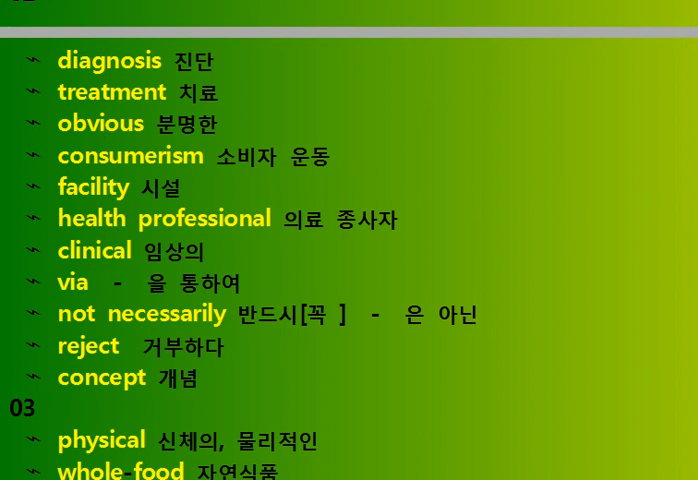 diagnosis 진단
treatment 치료
obvious 분명한
consumerism 소비자 운동
facility 시설
health professional 의료 종사자
clinical 임상의
via - 을 통하여
not necessarily 반드시[꼭 ] - 은 아닌
reject 거부하다
concept 개념
03
physical 신체의, 물리적인
whole-food 자연식품